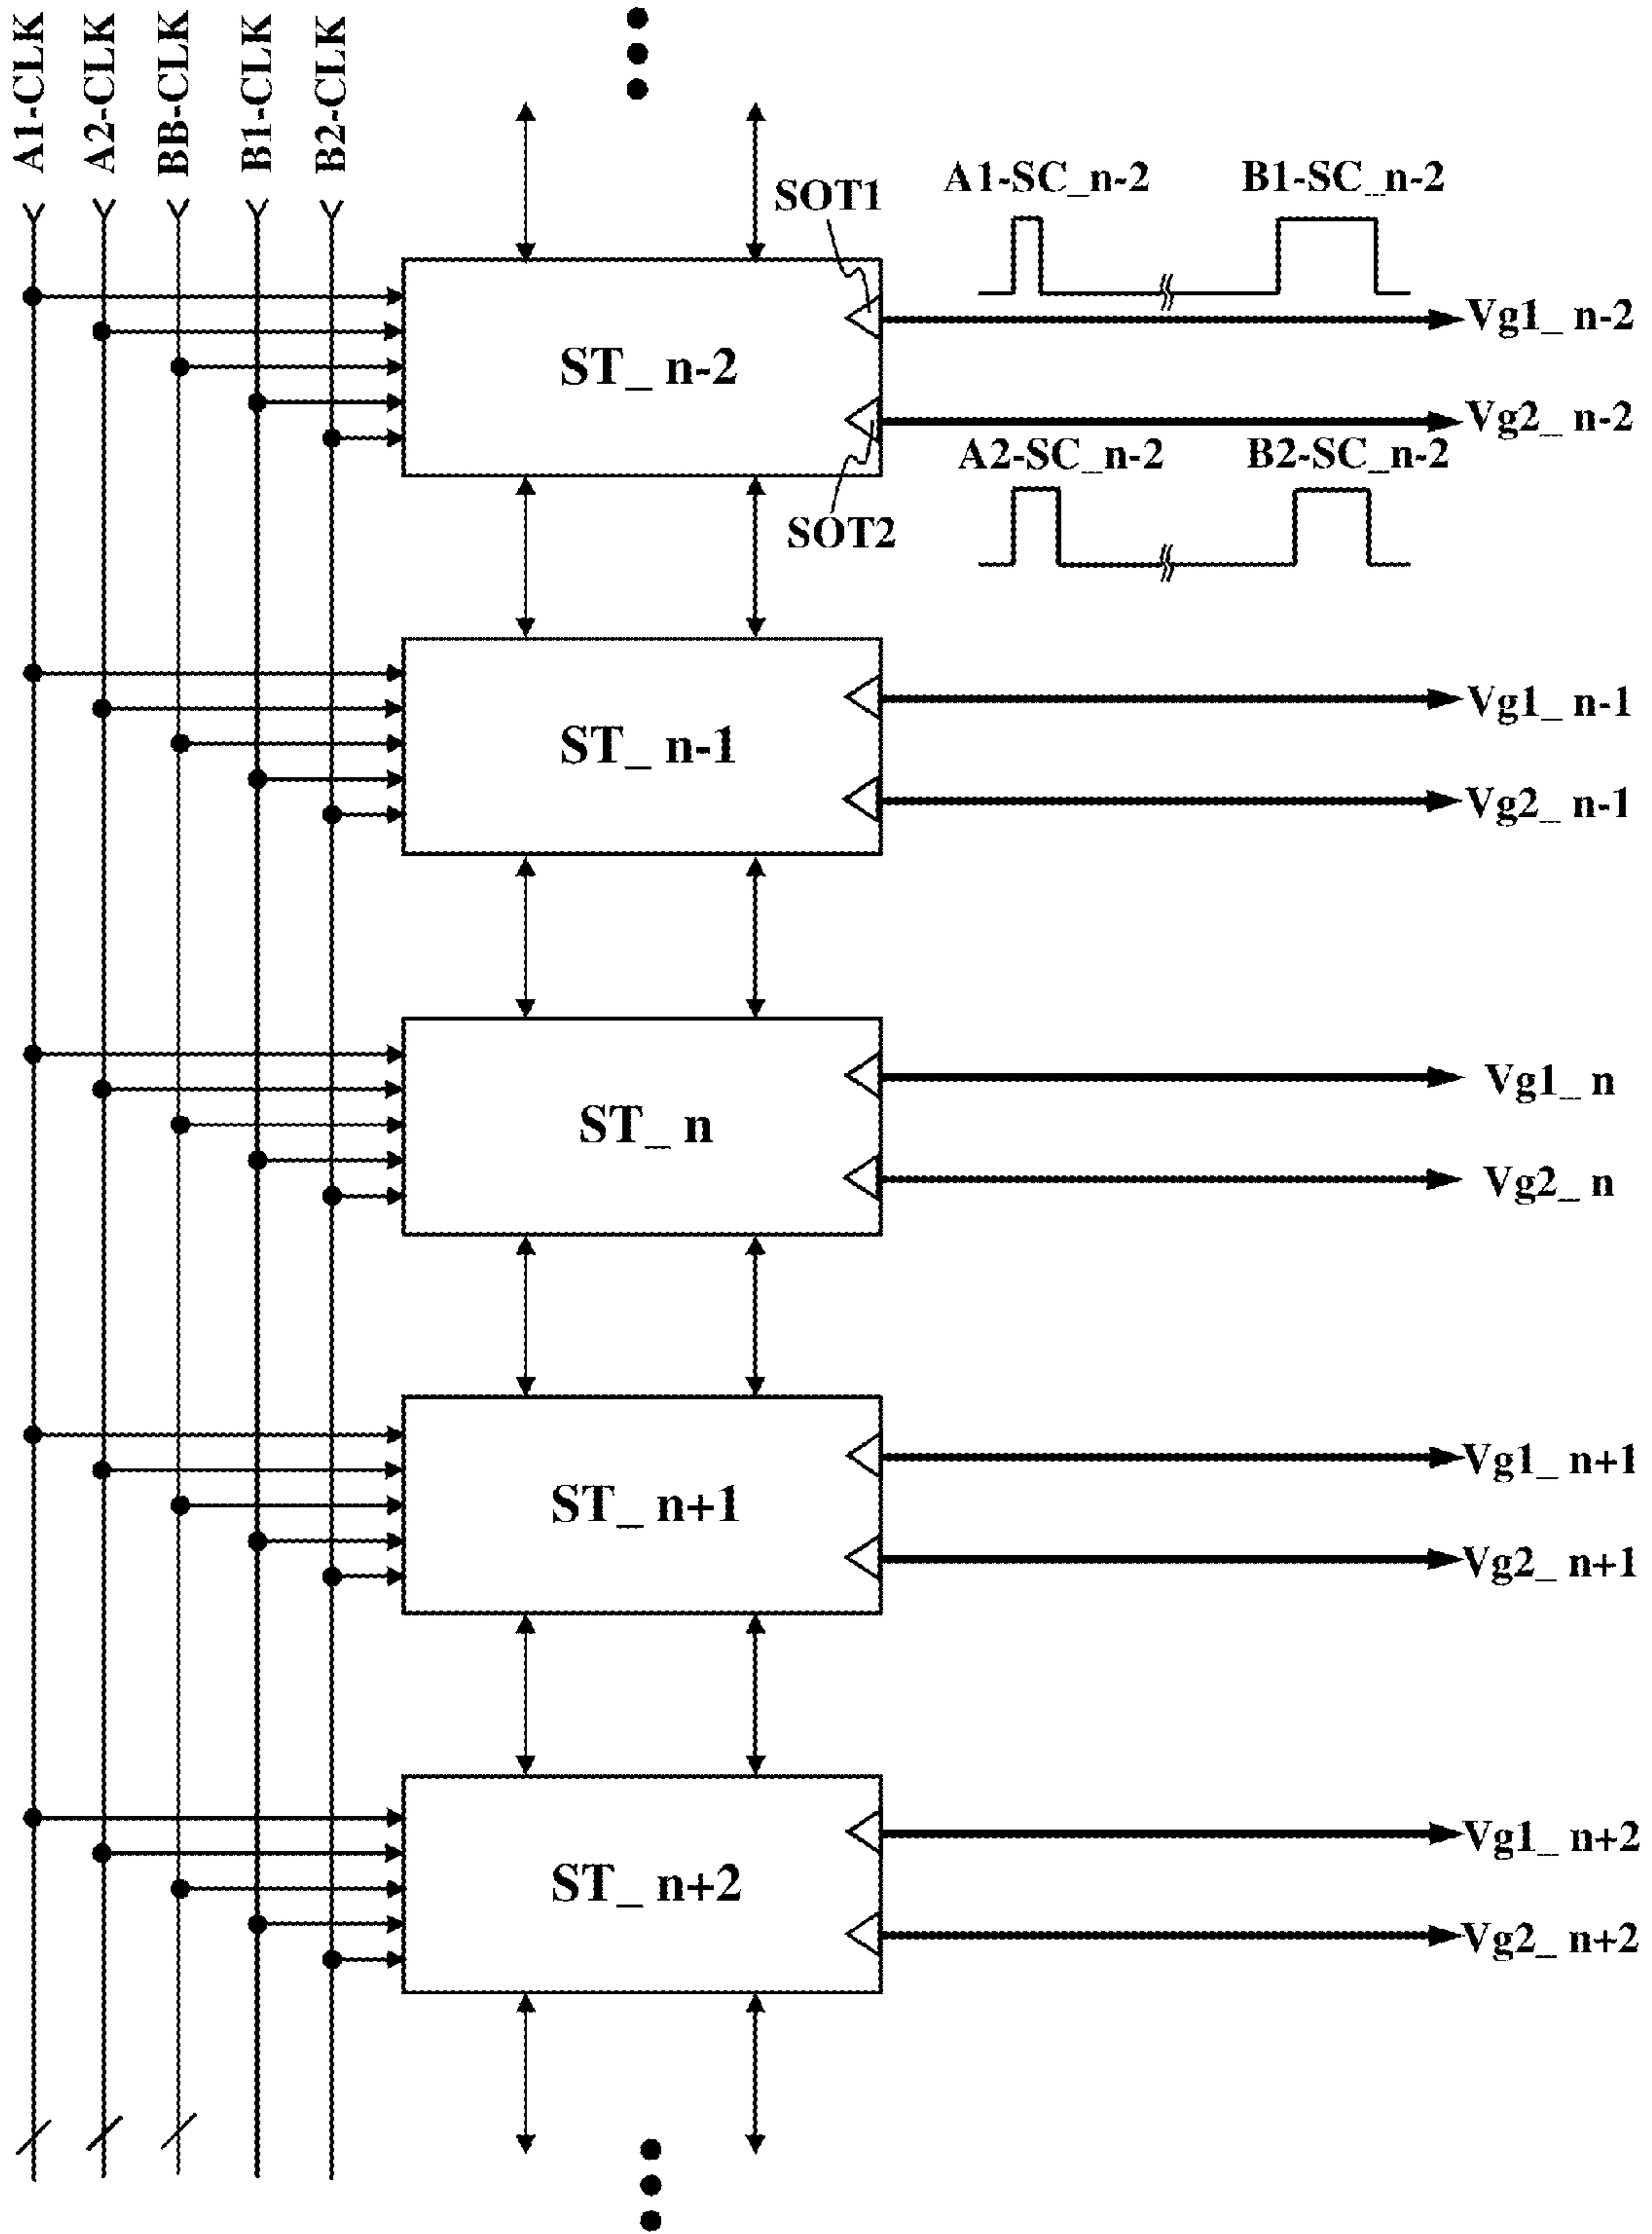 A1-CLK
A2-CLK
BB-CLK
B1-CLK
B2-CLK
SOT1
A1-SC_n-2
B1-SC_n-2
Vg1_ n-2
ST_ n-2
Vg2_ n-2
A2-SC_n-2
B2-SC_n-2
SOT2
Vg1_ n-1
ST_ n-1
Vg2_ n-1
Vg1_ n
ST_ n
Vg2_ n
Vg1_ n+1
ST_ n+1
Vg2_ n+1
Vg1_ n+2
ST_ n+2
Vg2_ n+2